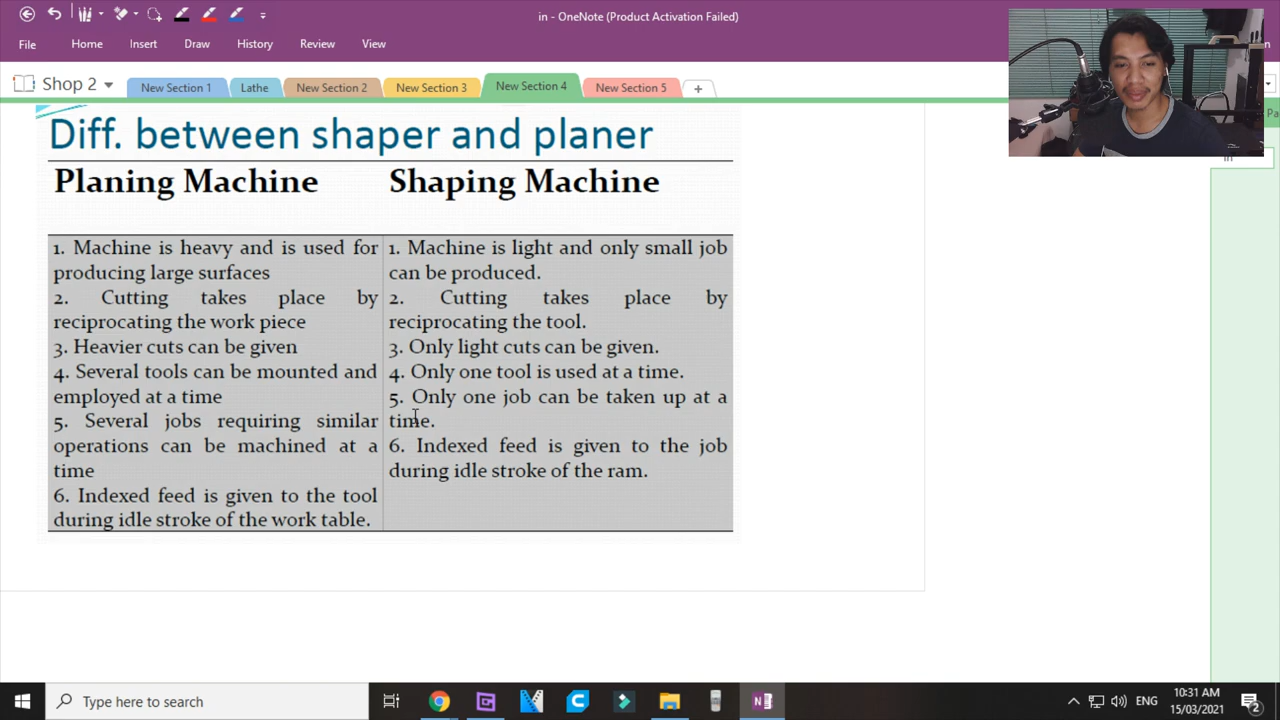 in - OneNote (Product Activation Failed)
File
Home
Insert
Draw
History
Review
View
Shop 2
New Section 1
Lathe
New Section 2
New Section 3
New Section 4
New Section 5
Pa
in
Diff. between shaper and planer
Planing Machine
1. Machine is heavy and is used for
producing large surfaces
2. Cutting takes place by
reciprocating the work piece
3. Heavier cuts can be given
4. Several tools can be mounted and
employed at a time
5. Several jobs requiring similar
operations can be machined at a
time
6. Indexed feed is given to the tool
during idle stroke of the work table.
Shaping Machine
1. Machine is light and only small job
can be produced.
2. Cutting takes place by
reciprocating the tool.
3. Only light cuts can be given.
4. Only one tool is used at a time.
5. Only one job can be taken up at a
time.
6. Indexed feed is given to the job
during idle stroke of the ram.
Type here to search
ENG
10:31 AM
15/03/2021
2